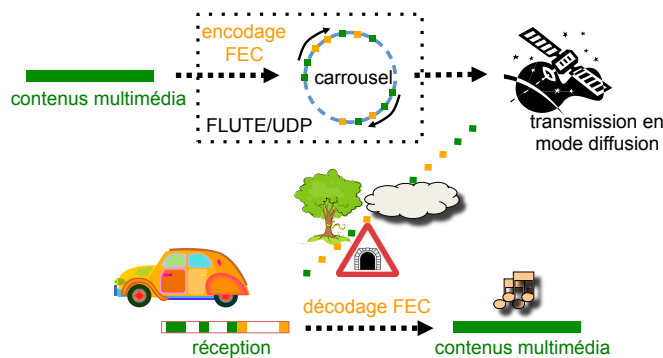 encodage
FEC
carrousel
contenus multimédia
FLUTE/UDP
transmission en
mode diffusion
décodage FEC
réception
contenus multimédia